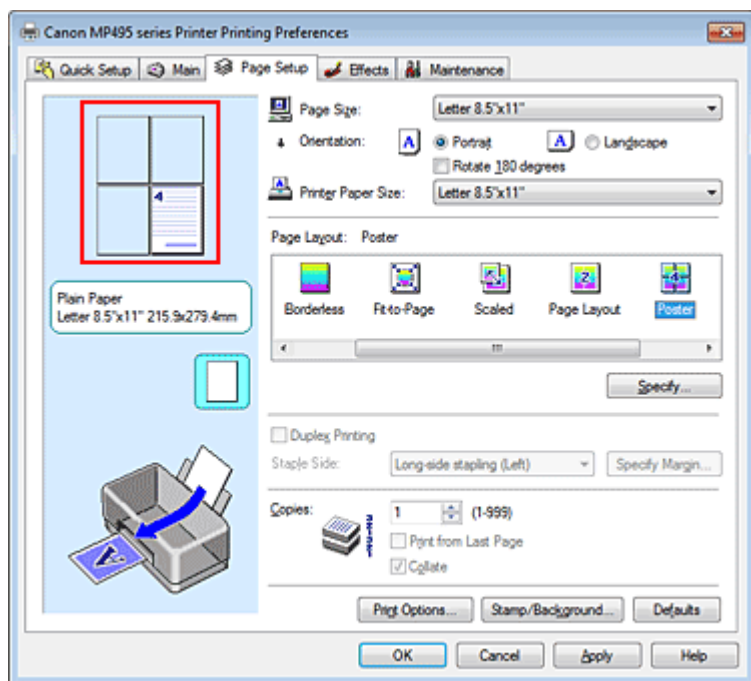 Canon MP495 series Printer Printing Preferences
Quick Setup Main Page Setup Effects Maintenance
Page Size: Letter 8.5"x11"
Orientation: A Portrait A Landscape
Rotate 180 degrees
Printer Paper Size: Letter 8.5"x11"
4
Plain Paper
Letter 8.5"x11" 215.9x279.4mm
Page Layout: Poster
Borderless Fit-to-Page Scaled Page Layout Poster
Specify...
Duplex Printing
Staple Side: Long-side stapling (Left) Specify Margin...
Copies: 1 (1-999)
Print from Last Page
Collate
Print Options... Stamp/Background... Defaults
OK Cancel Apply Help